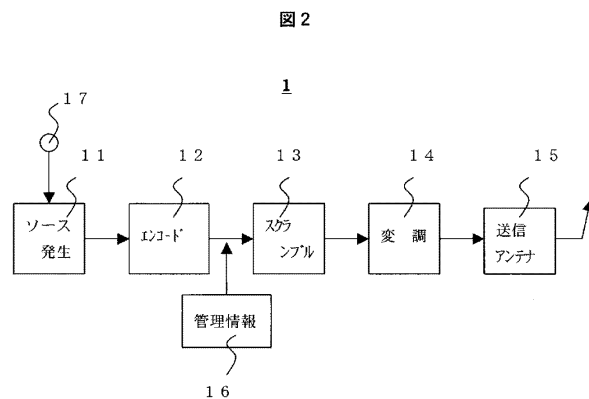 図２
1
１７
１１
１２
１３
１４
１５
ソース
発生
ｴﾝｺｰﾄﾞ
ｽｸﾗ
ﾝﾌﾞﾙ
変　調
送信
アンテナ
管理情報
１６